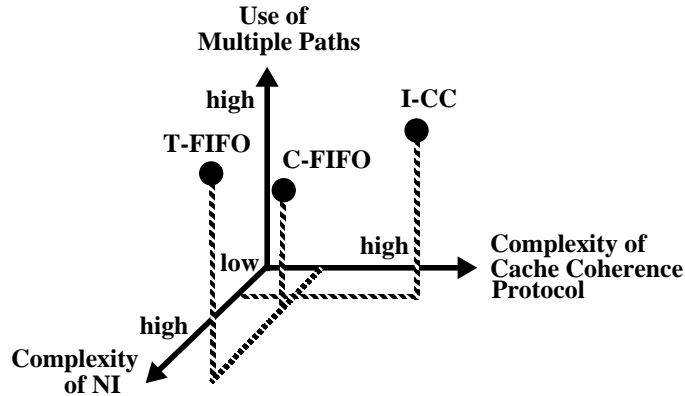 Use of
Multiple Paths
high
I-CC
T-FIFO
C-FIFO
low
high
Complexity of
Cache Coherence
Protocol
high
Complexity
of NI